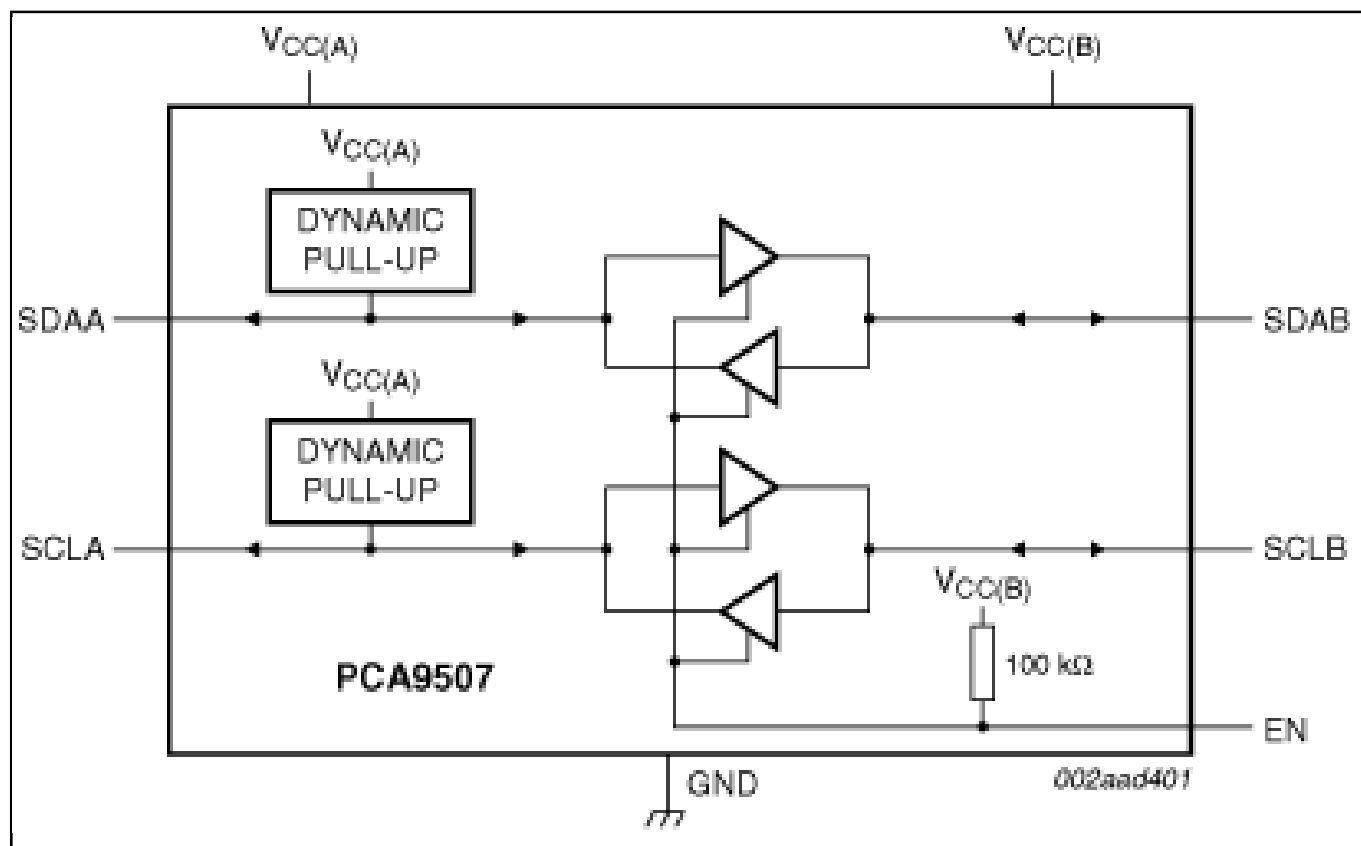 VCC(A)
VCC(B)
VCC(A)
DYNAMIC
PULL-UP
SDAA
SDAB
VCC(A)
DYNAMIC
PULL-UP
SCLA
SCLB
VCC(B)
100 kΩ
PCA9507
EN
GND
002aad401